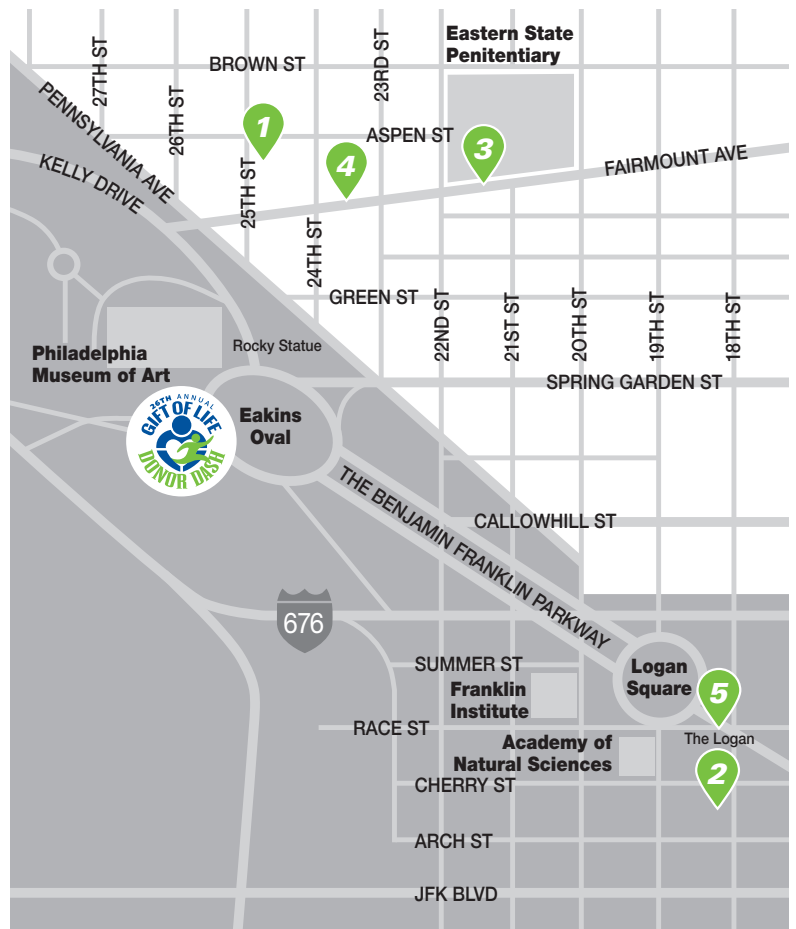 Eastern State
Penitentiary
BROWN ST
27TH ST
26TH ST
23RD ST
PENNSYLVANIA AVE
KELLY DRIVE
1
ASPEN ST
3
4
FAIRMOUNT AVE
25TH ST
24TH ST
GREEN ST
22ND ST
21ST ST
20TH ST
19TH ST
18TH ST
Rocky Statue
Philadelphia
Museum of Art
SPRING GARDEN ST
26TH ANNUAL
GIFT OF LIFE
DONOR DASH
Eakins
Oval
THE BENJAMIN FRANKLIN PARKWAY
CALLOWHILL ST
676
SUMMER ST
Logan
Square
Franklin
Institute
5
RACE ST
The Logan
Academy of
Natural Sciences
2
CHERRY ST
ARCH ST
JFK BLVD